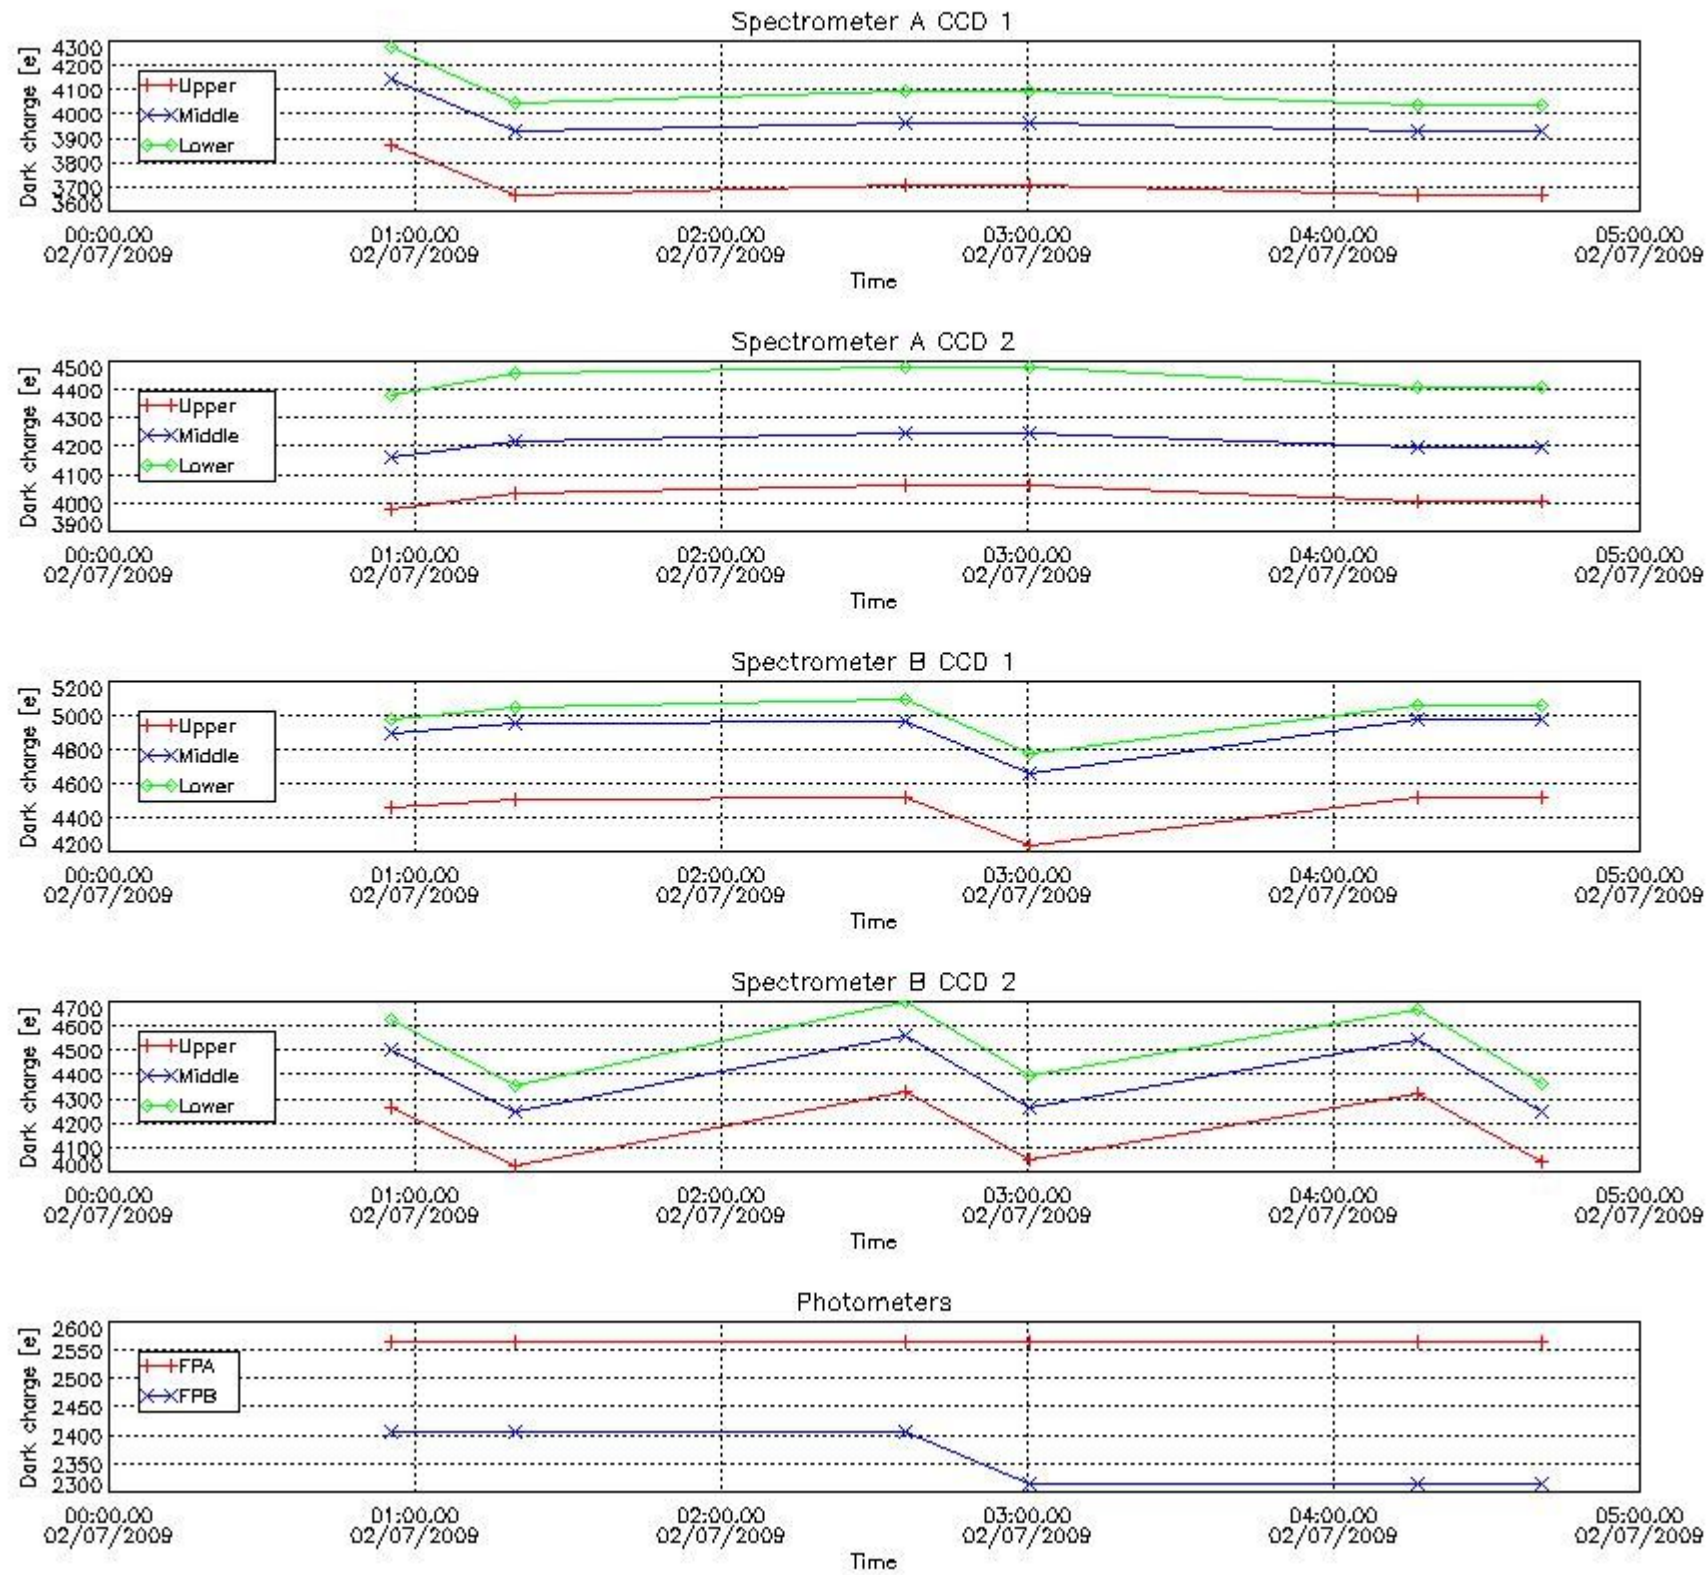 Spectrometer A CCD 1
Dark charge [e]
4300
4200
4100
4000
3900
3800
3700
3600
Upper
Middle
Lower
00:00.00 01:00.00 02:00.00 03:00.00 04:00.00 05:00.00
02/07/2009 02/07/2009 02/07/2009 02/07/2009 02/07/2009 02/07/2009
Time
Spectrometer A CCD 2
Dark charge [e]
4500
4400
4300
4200
4100
4000
3900
Upper
Middle
Lower
00:00.00 01:00.00 02:00.00 03:00.00 04:00.00 05:00.00
02/07/2009 02/07/2009 02/07/2009 02/07/2009 02/07/2009 02/07/2009
Time
Spectrometer B CCD 1
Dark charge [e]
5200
5000
4800
4600
4400
4200
Upper
Middle
Lower
00:00.00 01:00.00 02:00.00 03:00.00 04:00.00 05:00.00
02/07/2009 02/07/2009 02/07/2009 02/07/2009 02/07/2009 02/07/2009
Time
Spectrometer B CCD 2
Dark charge [e]
4700
4600
4500
4400
4300
4200
4100
4000
Upper
Middle
Lower
00:00.00 01:00.00 02:00.00 03:00.00 04:00.00 05:00.00
02/07/2009 02/07/2009 02/07/2009 02/07/2009 02/07/2009 02/07/2009
Time
Photometers
Dark charge [e]
2600
2550
2500
2450
2400
2350
2300
FPA
FPB
00:00.00 01:00.00 02:00.00 03:00.00 04:00.00 05:00.00
02/07/2009 02/07/2009 02/07/2009 02/07/2009 02/07/2009 02/07/2009
Time